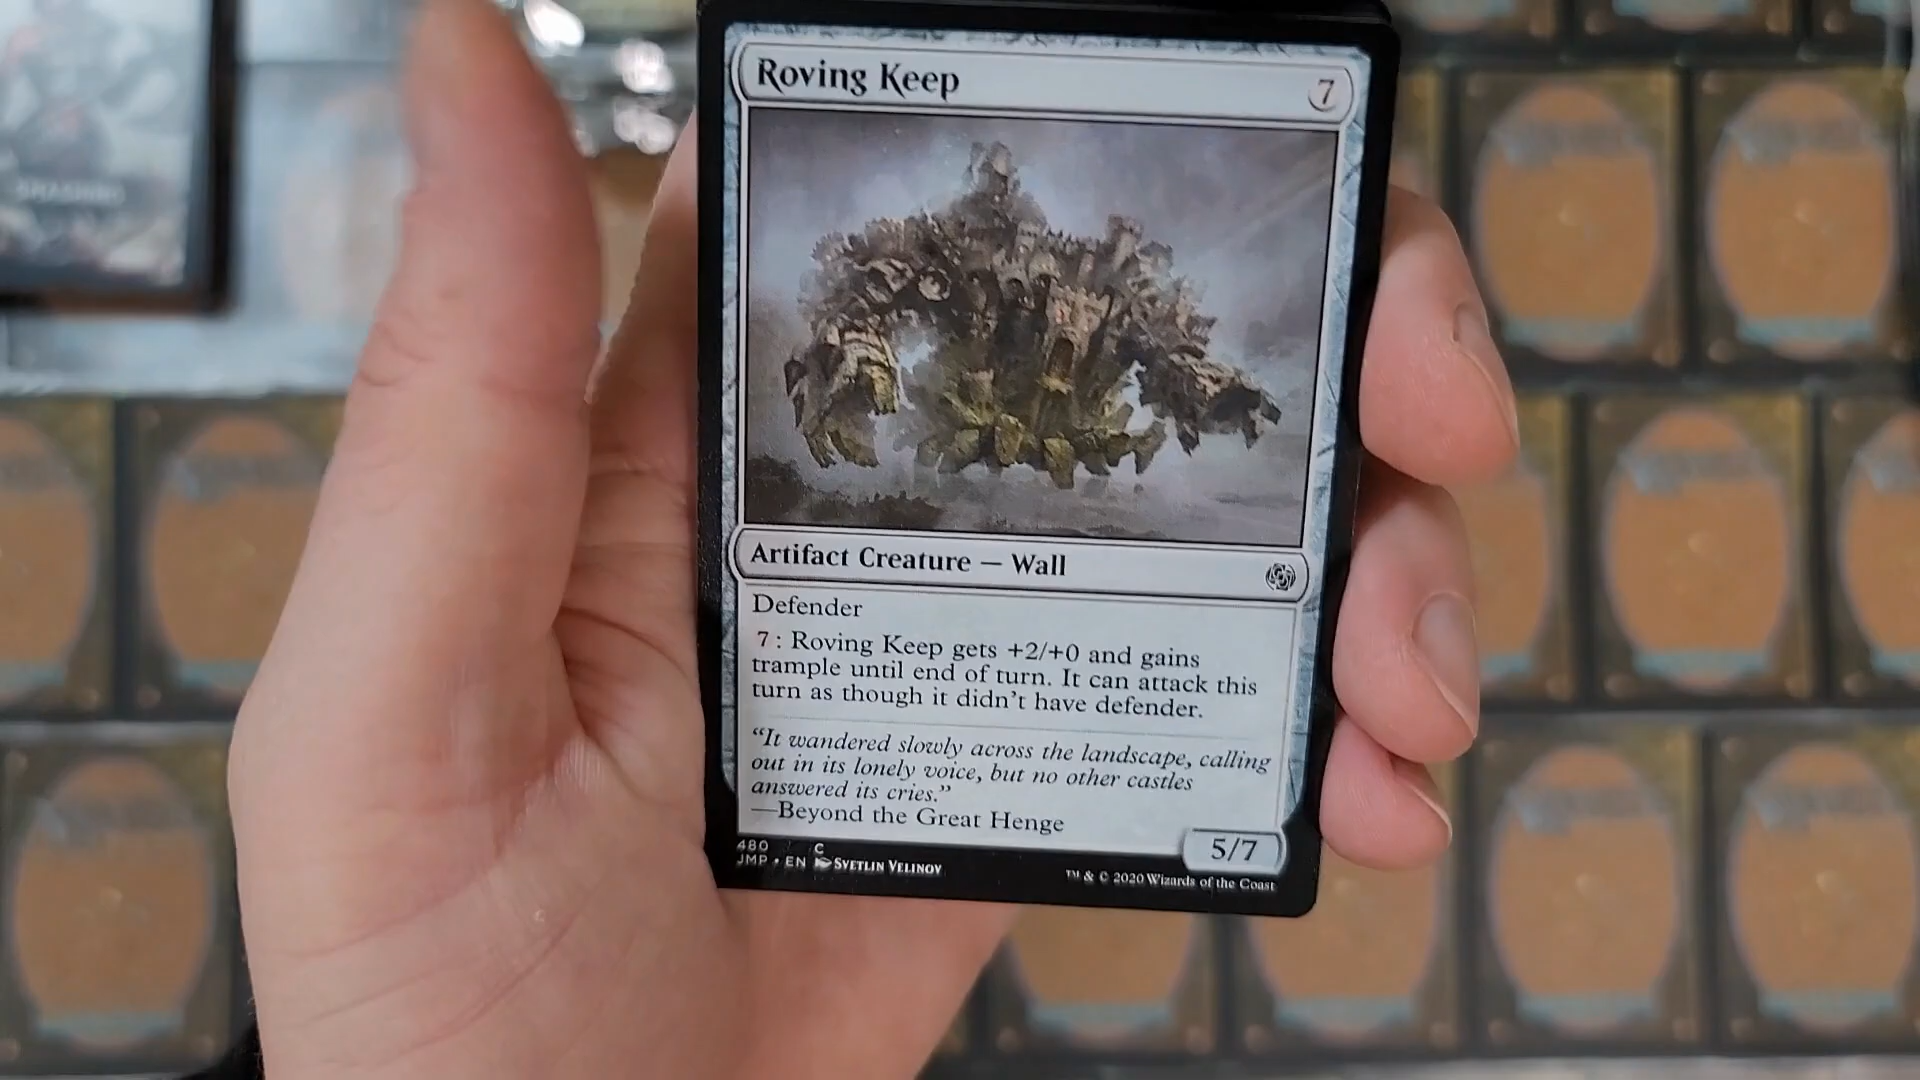 Roving Keep 7
Artifact Creature — Wall
Defender
7: Roving Keep gets +2/+0 and gains
trample until end of turn. It can attack this
turn as though it didn't have defender.
"It wandered slowly across the landscape, calling
out in its lonely voice, but no other castles
answered its cries."
—Beyond the Great Henge
5/7
480 C
JMP • EN Svetlin Velinov
™ & © 2020 Wizards of the Coast